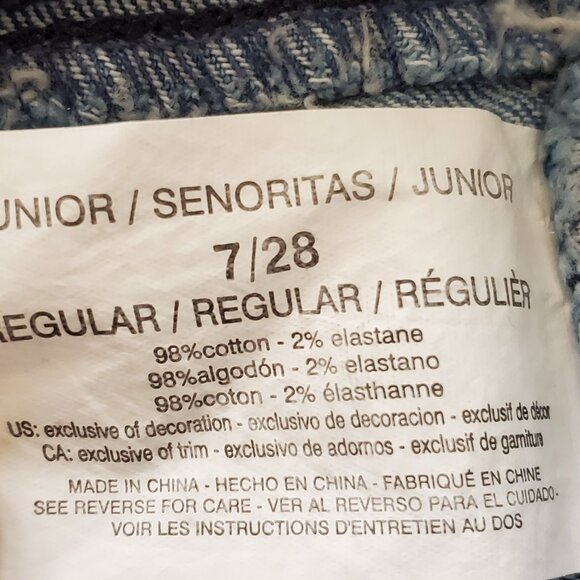 JUNIOR / SENORITAS / JUNIOR
7/28
REGULAR / REGULAR / RÉGULIÈR
98%cotton - 2% elastane
98%algodón - 2% elastano
98%coton - 2% élasthanne
US: exclusive of decoration - exclusivo de decoracion - exclusif de décor
CA: exclusive of trim - exclusivo de adornos - exclusif de garniture
MADE IN CHINA - HECHO EN CHINA - FABRIQUÉ EN CHINE
SEE REVERSE FOR CARE - VER AL REVERSO PARA EL CUIDADO-
VOIR LES INSTRUCTIONS D'ENTRETIEN AU DOS